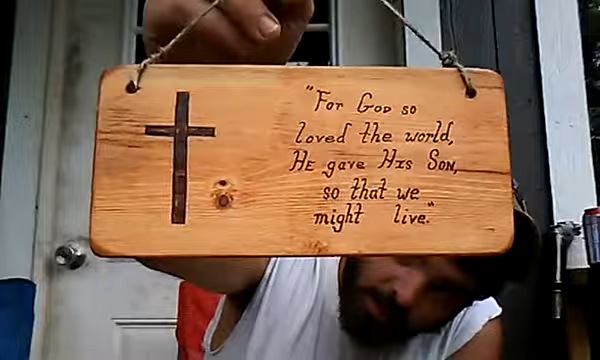 "For God so
loved the world,
He gave His Son,
so that we
might live."